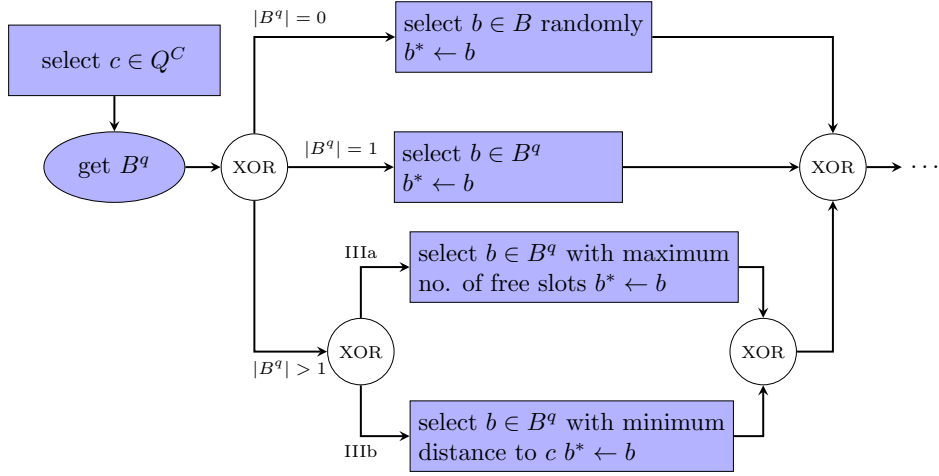 |B^q| = 0
select b ∈ B randomly
b* ← b
select c ∈ Q^C
get B^q
XOR
|B^q| = 1
select b ∈ B^q
b* ← b
XOR
...
IIIa
select b ∈ B^q with maximum
no. of free slots b* ← b
XOR
XOR
|B^q| > 1
IIIb
select b ∈ B^q with minimum
distance to c b* ← b